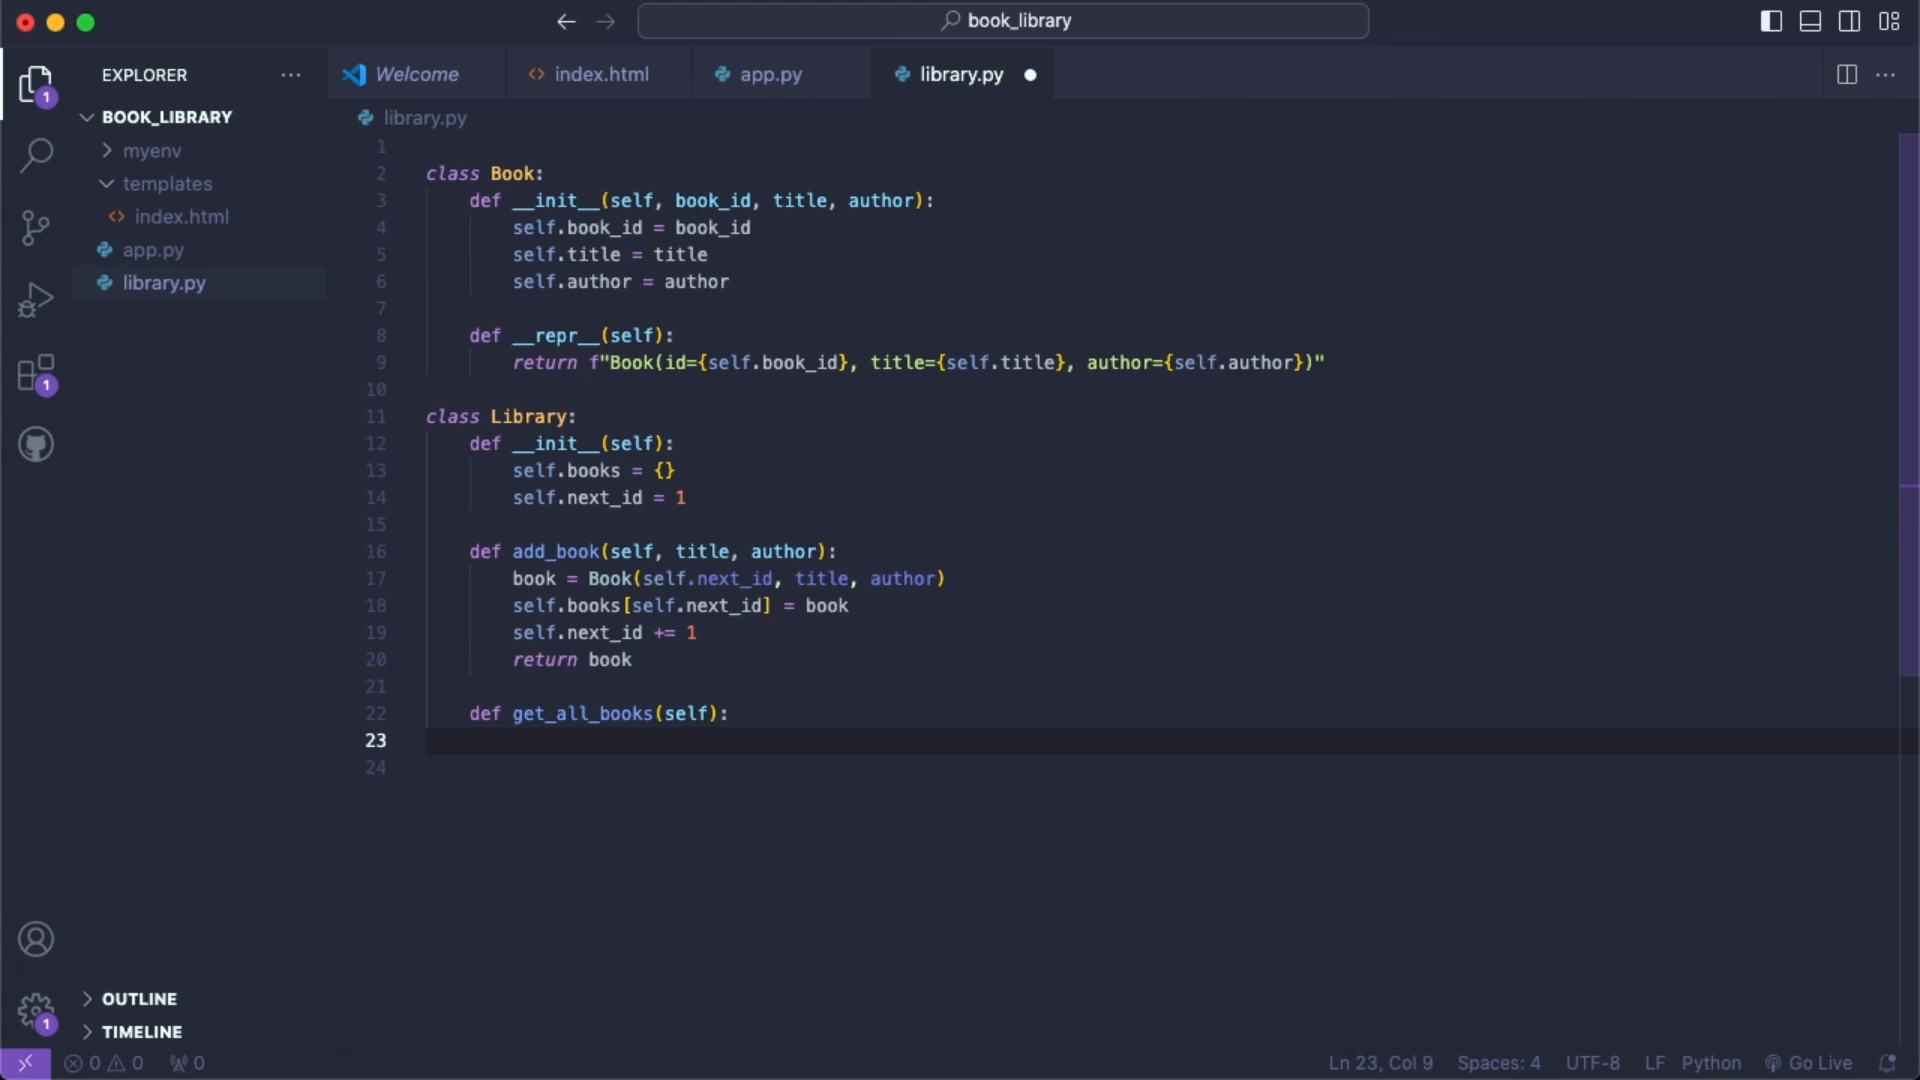 book_library
EXPLORER
Welcome
index.html
app.py
library.py
1
BOOK_LIBRARY
library.py
myenv
templates
index.html
app.py
library.py
1
1
1
2 class Book:
3     def __init__(self, book_id, title, author):
4         self.book_id = book_id
5         self.title = title
6         self.author = author
7
8     def __repr__(self):
9         return f"Book(id={self.book_id}, title={self.title}, author={self.author})"
10
11 class Library:
12     def __init__(self):
13         self.books = {}
14         self.next_id = 1
15
16     def add_book(self, title, author):
17         book = Book(self.next_id, title, author)
18         self.books[self.next_id] = book
19         self.next_id += 1
20         return book
21
22     def get_all_books(self):
23
24
OUTLINE
TIMELINE
0 0 0
Ln 23, Col 9 Spaces: 4 UTF-8 LF Python Go Live